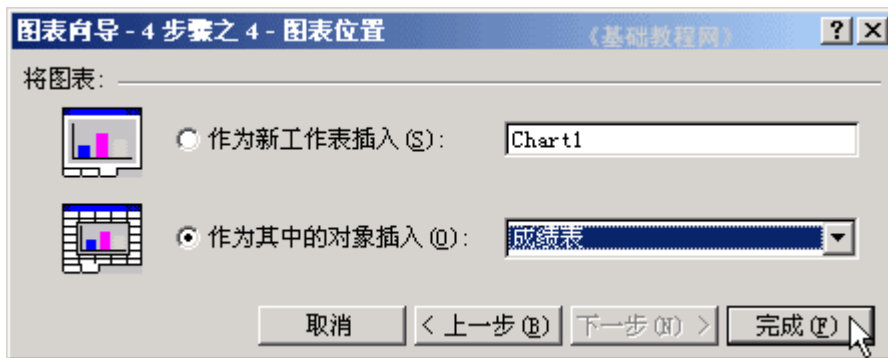 图表向导 - 4 步骤之 4 - 图表位置 《基础教程网》 ? ×
将图表:
作为新工作表插入(S): Chart1
作为其中的对象插入(O): 成绩表
取消 < 上一步(B) 下一步(N) > 完成(F)